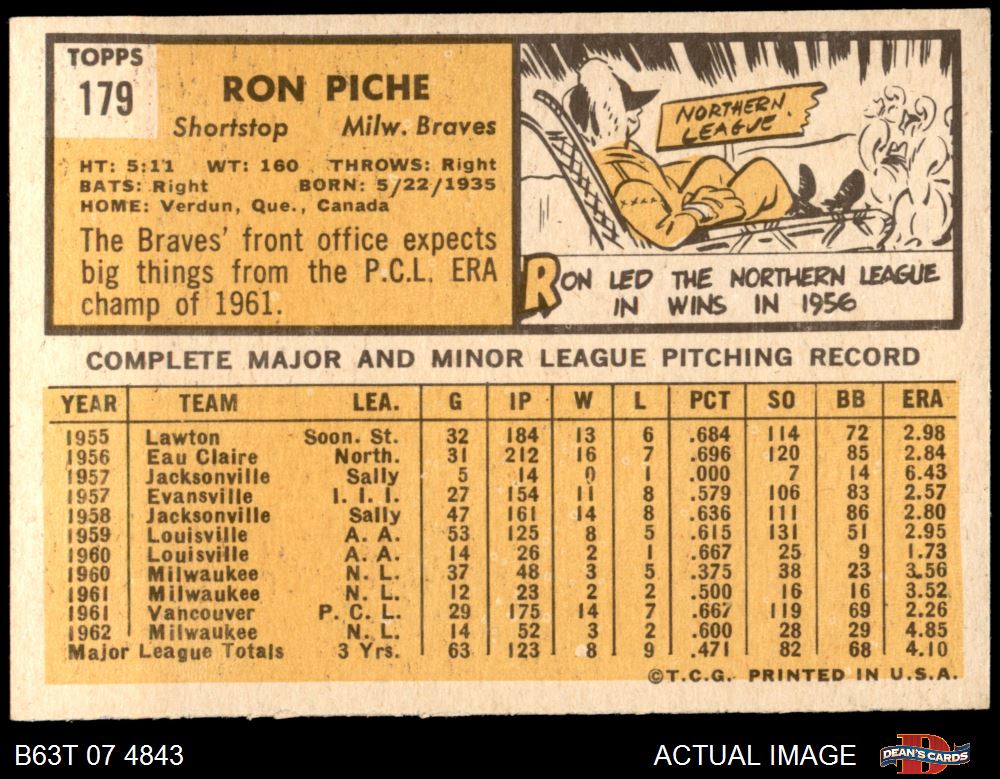 TOPPS
179
RON PICHE
Shortstop Milw. Braves
HT: 5:11 WT: 160 THROWS: Right
BATS: Right BORN: 5/22/1935
HOME: Verdun, Que., Canada
The Braves' front office expects
big things from the P.C.L. ERA
champ of 1961.
NORTHERN
LEAGUE
RON LED THE NORTHERN LEAGUE
IN WINS IN 1956
COMPLETE MAJOR AND MINOR LEAGUE PITCHING RECORD
YEAR TEAM LEA. G IP W L PCT SO BB ERA
1955 Lawton Soon. St. 32 184 13 6 .684 114 72 2.98
1956 Eau Claire North. 31 212 16 7 .696 120 85 2.84
1957 Jacksonville Sally 5 14 0 1 .000 7 14 6.43
1957 Evansville I. I. I. 27 154 11 8 .579 106 83 2.57
1958 Jacksonville Sally 47 161 14 8 .636 111 86 2.80
1959 Louisville A. A. 53 125 8 5 .615 131 51 2.95
1960 Louisville A. A. 14 26 2 1 .667 25 9 1.73
1960 Milwaukee N. L. 37 48 3 5 .375 38 23 3.56
1961 Milwaukee N. L. 12 23 2 2 .500 16 16 3.52
1961 Vancouver P. C. L. 29 175 14 7 .667 119 69 2.26
1962 Milwaukee N. L. 14 52 3 2 .600 28 29 4.85
Major League Totals 3 Yrs. 63 123 8 9 .471 82 68 4.10
©T.C.G. PRINTED IN U.S.A.
B63T 07 4843 ACTUAL IMAGE DEAN'S CARDS